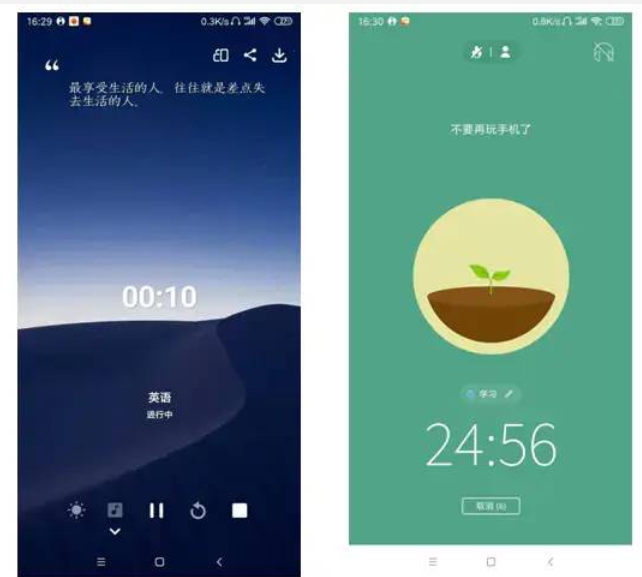 16:29
0.3K/s
最享受生活的人，往往就是差点失
去生活的人。
00:10
英语
进行中
16:30
0.8K/s
不要再玩手机了
学习
24:56
取消 (6)